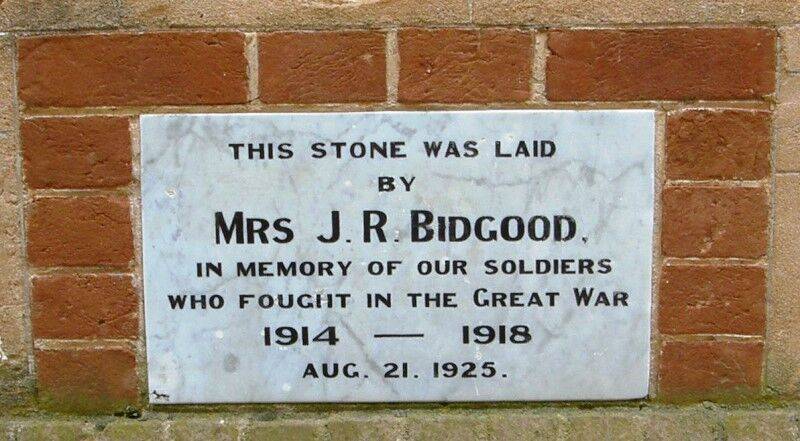 THIS STONE WAS LAID
BY
MRS J. R. BIDGOOD,
IN MEMORY OF OUR SOLDIERS
WHO FOUGHT IN THE GREAT WAR
1914 — 1918
AUG. 21. 1925.